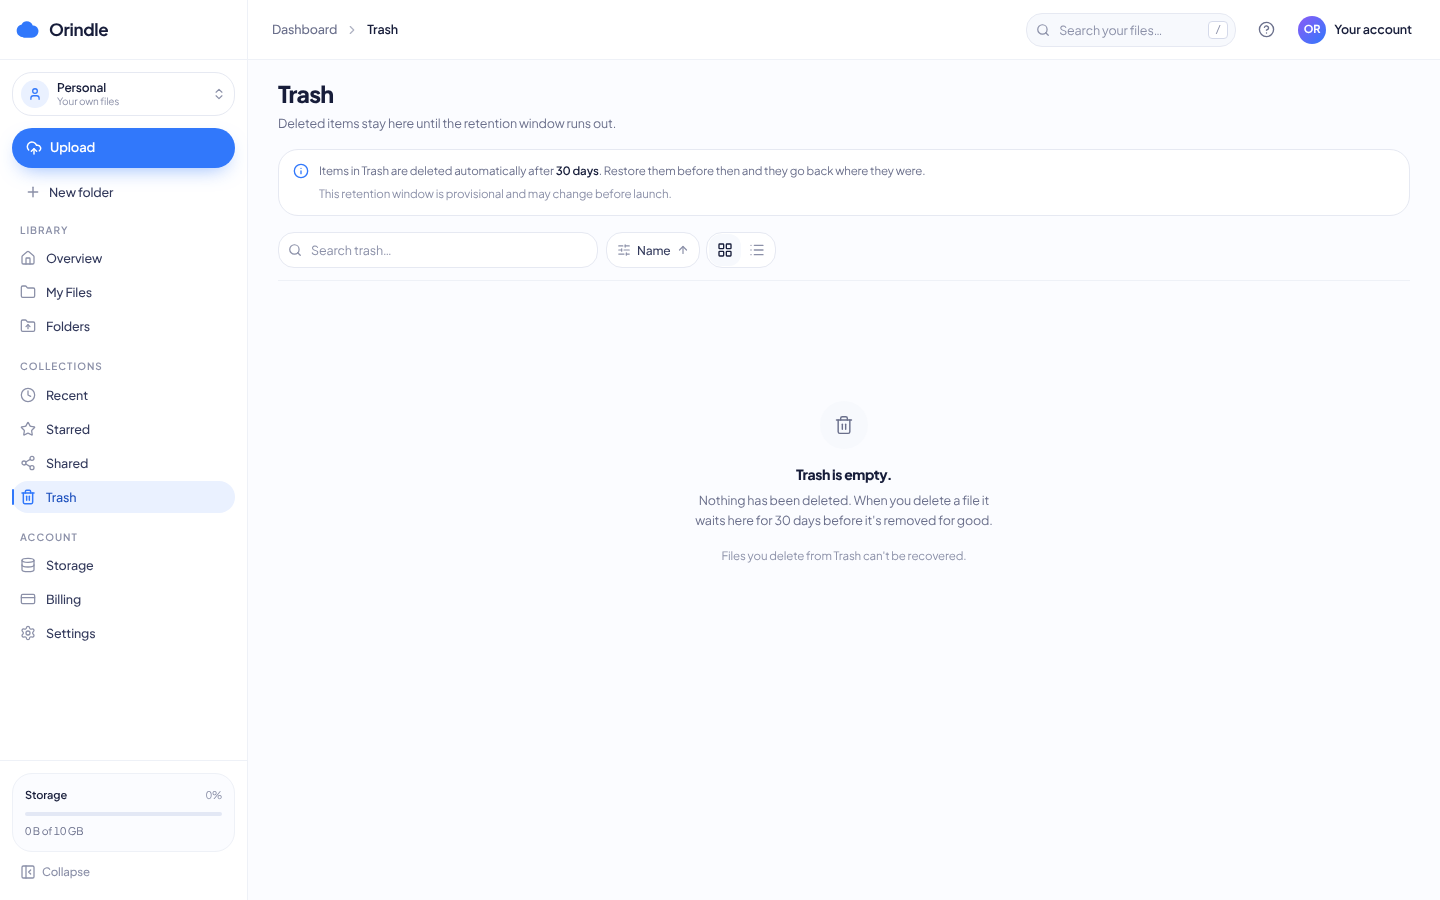 Orindle
Dashboard
Trash
Search your files...
/
OR
Your account
Personal
Your own files
Upload
New folder
LIBRARY
Overview
My Files
Folders
COLLECTIONS
Recent
Starred
Shared
Trash
ACCOUNT
Storage
Billing
Settings
Storage
0%
0 B of 10 GB
Collapse
Trash
Deleted items stay here until the retention window runs out.
Items in Trash are deleted automatically after 30 days. Restore them before then and they go back where they were.
This retention window is provisional and may change before launch.
Search trash...
Name
Trash is empty.
Nothing has been deleted. When you delete a file it
waits here for 30 days before it's removed for good.
Files you delete from Trash can't be recovered.